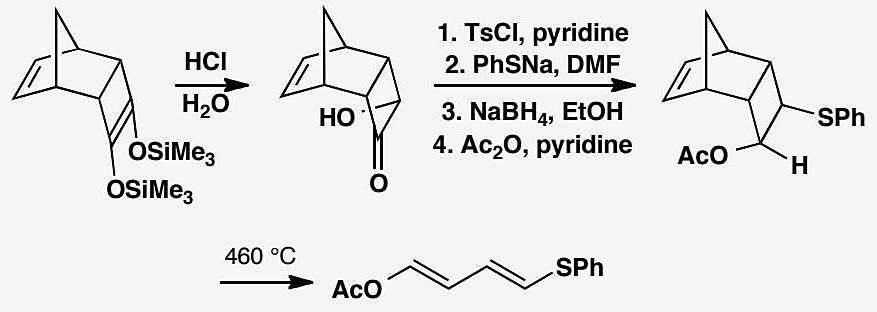 HCl
H₂O
OSiMe₃
OSiMe₃
HO
O
1. TsCl, pyridine
2. PhSNa, DMF
3. NaBH₄, EtOH
4. Ac₂O, pyridine
SPh
AcO
H
460 °C
AcO
SPh